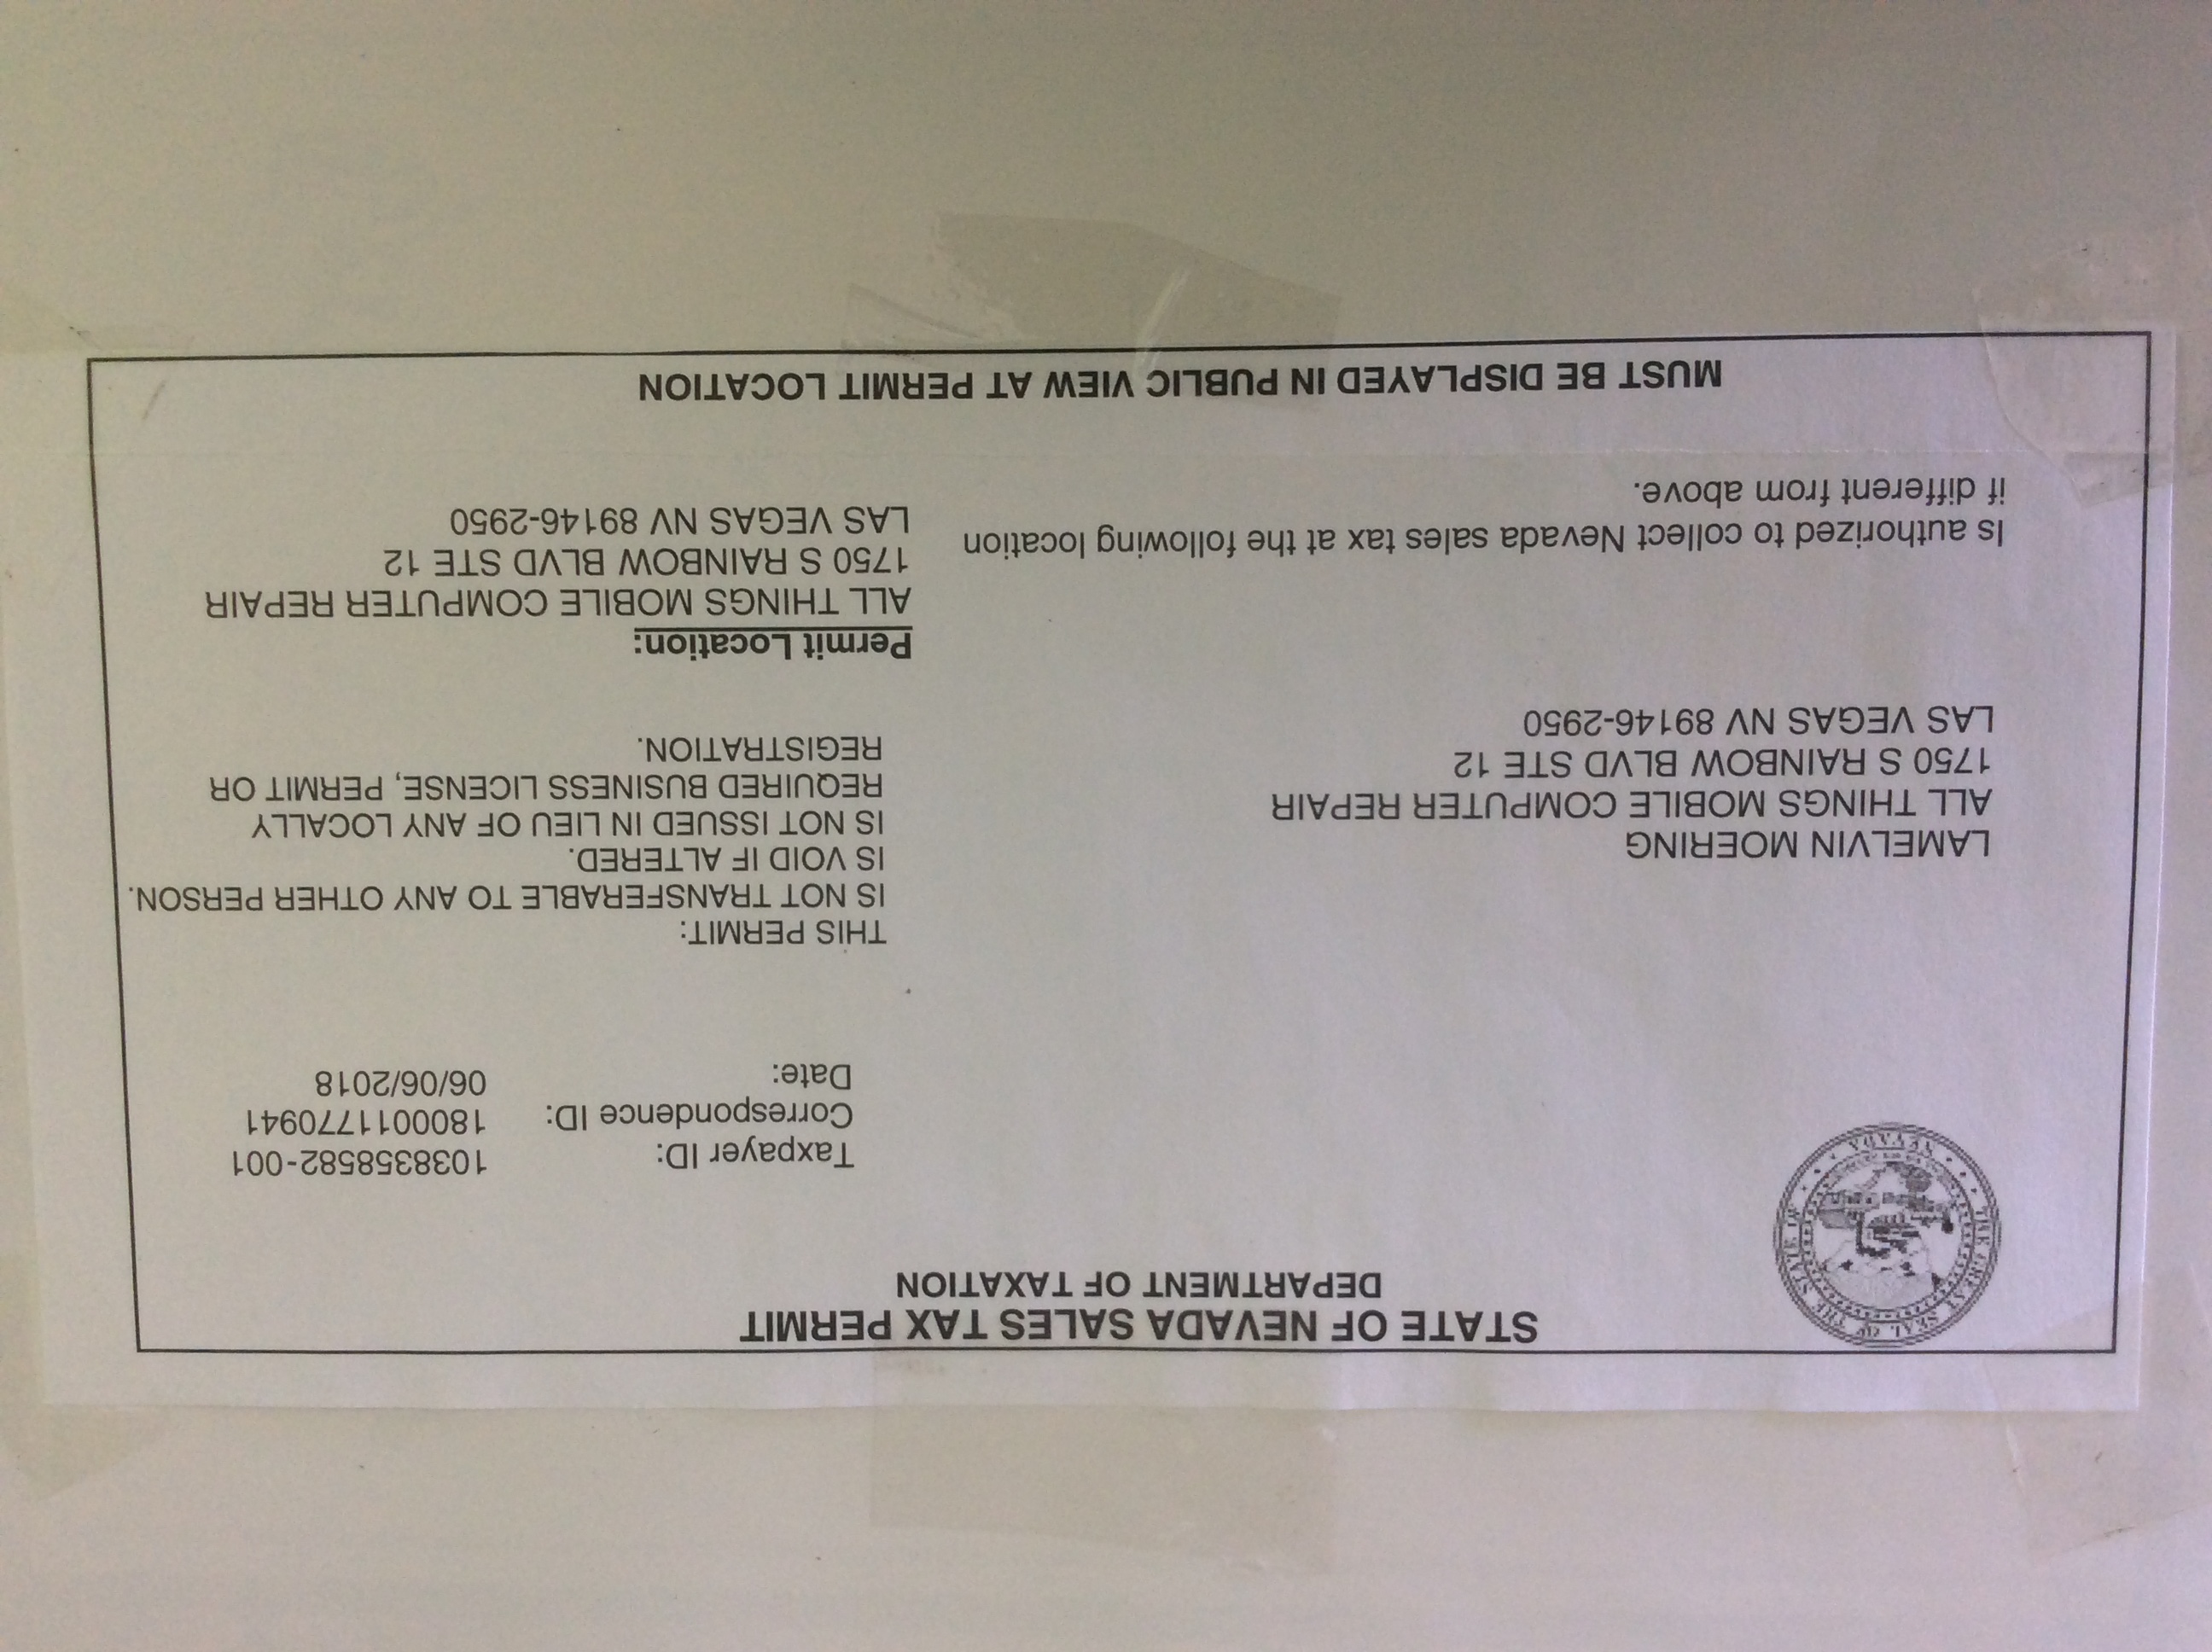 STATE OF NEVADA SALES TAX PERMIT
DEPARTMENT OF TAXATION
THE GREAT SEAL OF THE STATE OF NEVADA
Taxpayer ID: 1038358582-001
Correspondence ID: 1800011770941
Date: 06/06/2018
THIS PERMIT:
IS NOT TRANSFERABLE TO ANY OTHER PERSON.
IS VOID IF ALTERED.
IS NOT ISSUED IN LIEU OF ANY LOCALLY
REQUIRED BUSINESS LICENSE, PERMIT OR
REGISTRATION.
LAMELVIN MOERING
ALL THINGS MOBILE COMPUTER REPAIR
1750 S RAINBOW BLVD STE 12
LAS VEGAS NV 89146-2950
Permit Location:
ALL THINGS MOBILE COMPUTER REPAIR
1750 S RAINBOW BLVD STE 12
LAS VEGAS NV 89146-2950
Is authorized to collect Nevada sales tax at the following location
if different from above.
MUST BE DISPLAYED IN PUBLIC VIEW AT PERMIT LOCATION